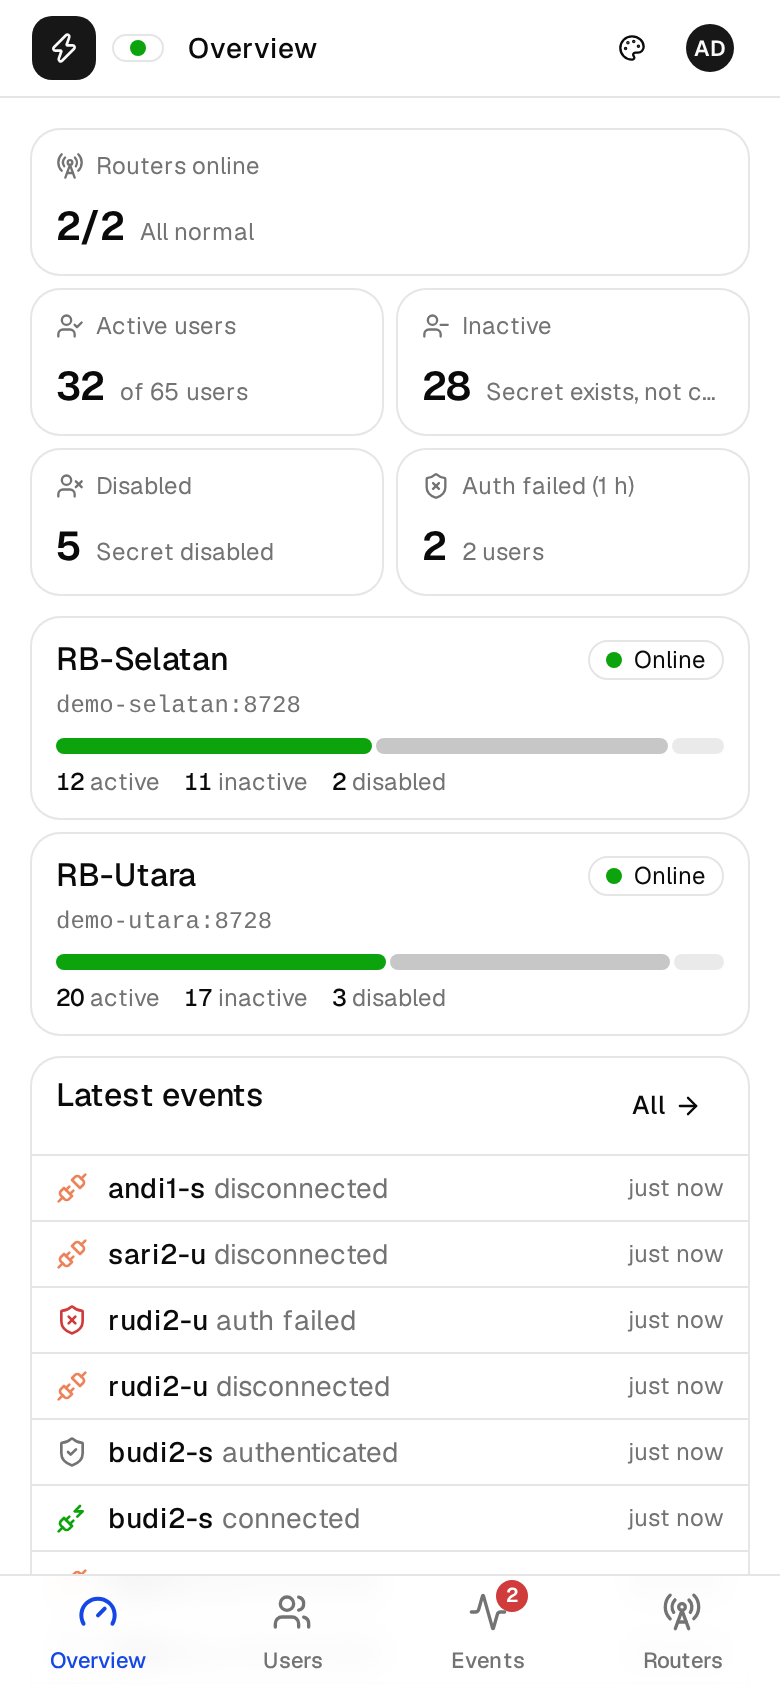 Overview
AD
Routers online
2/2 All normal
Active users
32 of 65 users
Inactive
28 Secret exists, not c...
Disabled
5 Secret disabled
Auth failed (1 h)
2 2 users
RB-Selatan
Online
demo-selatan:8728
12 active 11 inactive 2 disabled
RB-Utara
Online
demo-utara:8728
20 active 17 inactive 3 disabled
Latest events
All
andi1-s disconnected just now
sari2-u disconnected just now
rudi2-u auth failed just now
rudi2-u disconnected just now
budi2-s authenticated just now
budi2-s connected just now
2
Overview Users Events Routers